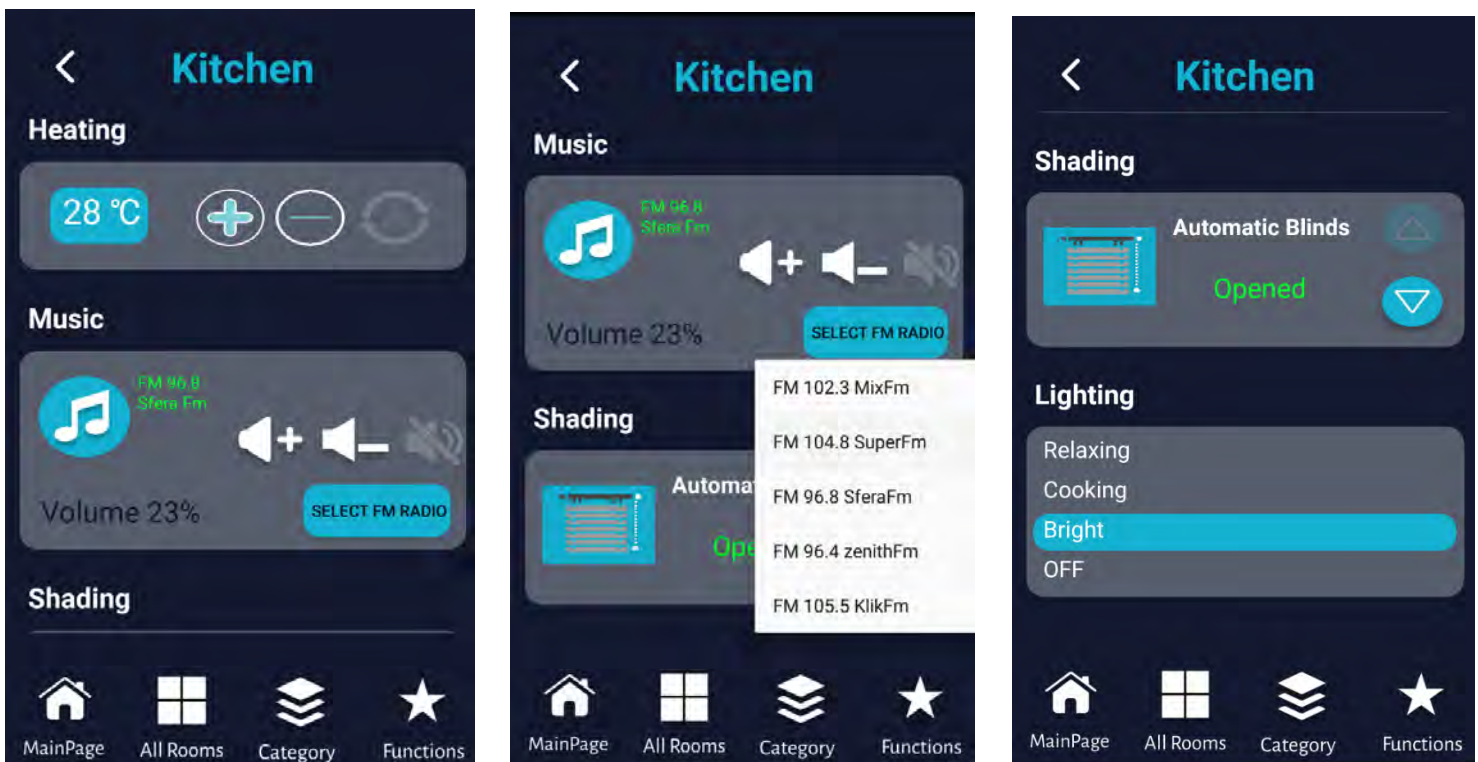 Kitchen
Heating
28 °C
Music
FM 96.8
Sfera Fm
Volume 23%
SELECT FM RADIO
Shading
MainPage
All Rooms
Category
Functions
Kitchen
Music
FM 96.8
Sfera Fm
Volume 23%
SELECT FM RADIO
FM 102.3 MixFm
FM 104.8 SuperFm
FM 96.8 SferaFm
FM 96.4 zenithFm
FM 105.5 KlikFm
Shading
Automa
Ope
MainPage
All Rooms
Category
Functions
Kitchen
Shading
Automatic Blinds
Opened
Lighting
Relaxing
Cooking
Bright
OFF
MainPage
All Rooms
Category
Functions